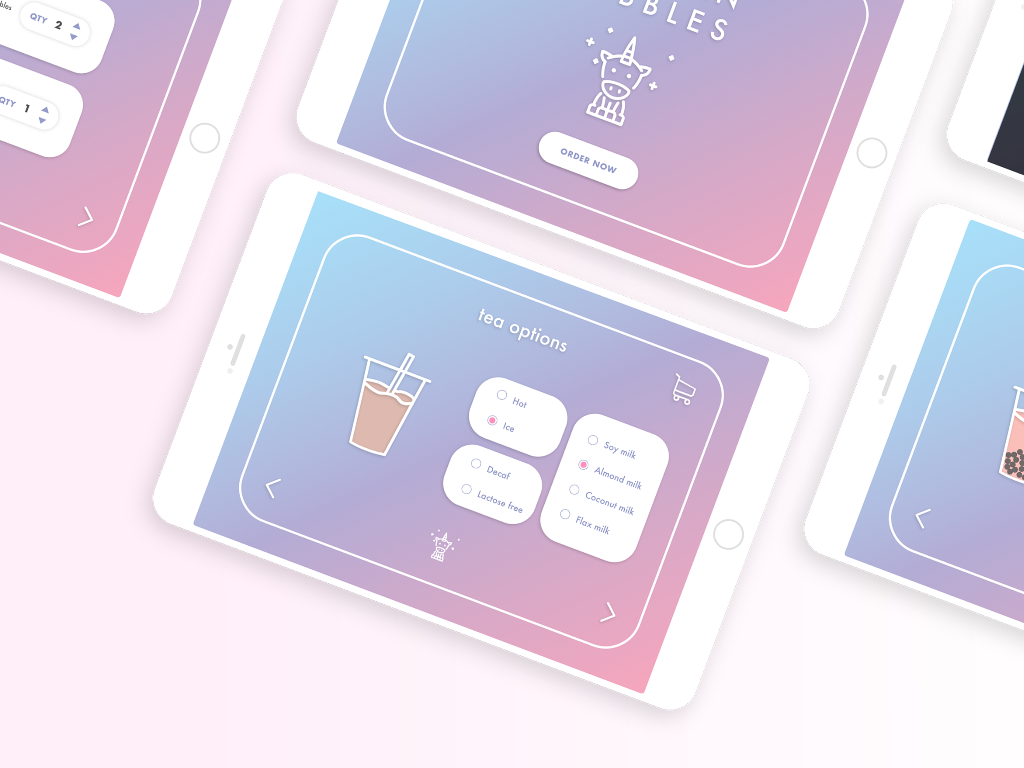 QTY 2
QTY 1
BBLES
ORDER NOW
tea options
Hot
Ice
Decaf
Lactose free
Soy milk
Almond milk
Coconut milk
Flax milk